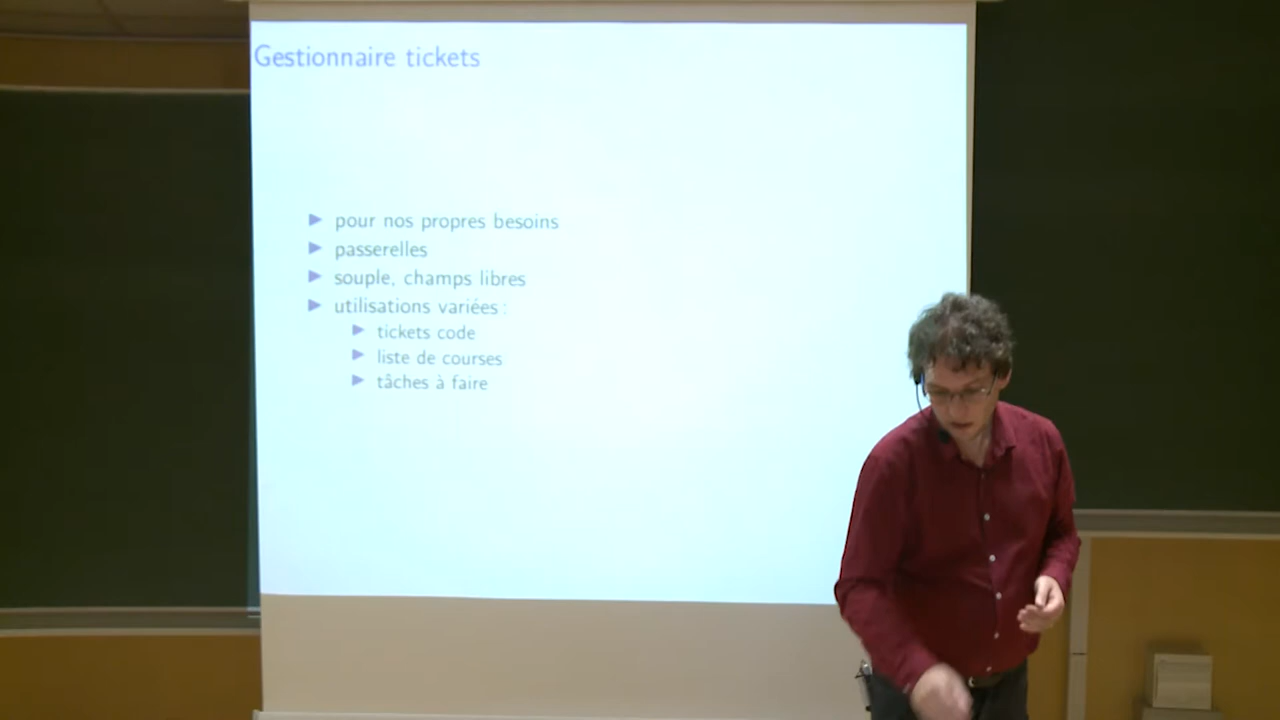 Gestionnaire tickets
pour nos propres besoins
passerelles
souple, champs libres
utilisations variées :
tickets code
liste de courses
tâches à faire